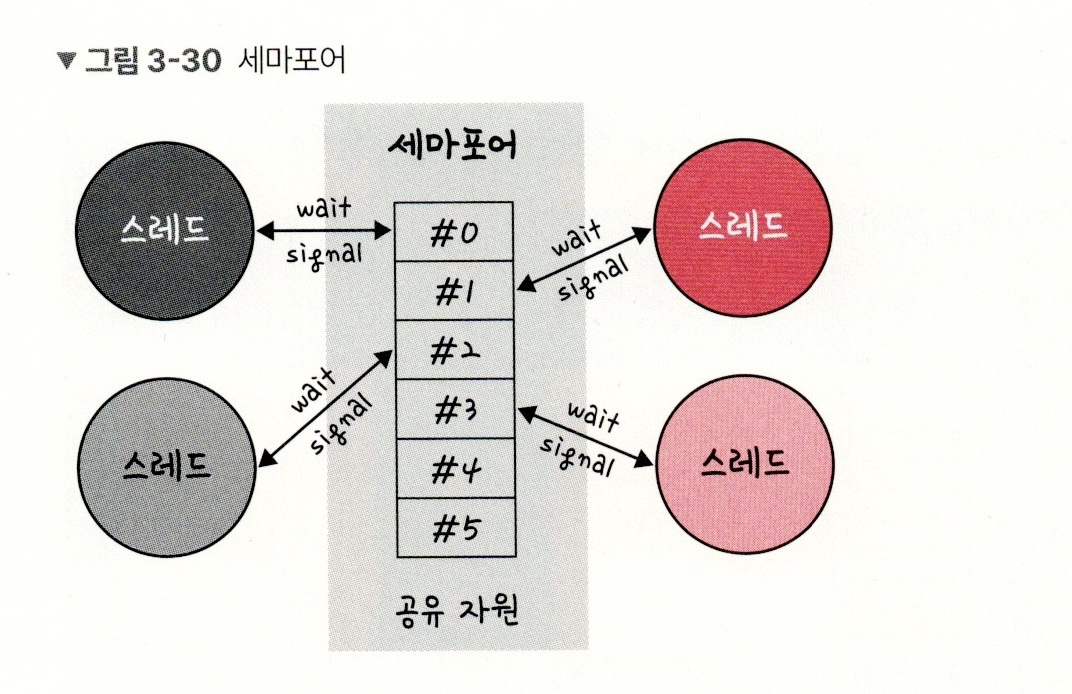 ▼ 그림 3-30 세마포어
세마포어
스레드
wait
signal
#0
wait
signal
스레드
#1
#2
wait
signal
스레드
#3
wait
signal
스레드
#4
#5
공유 자원